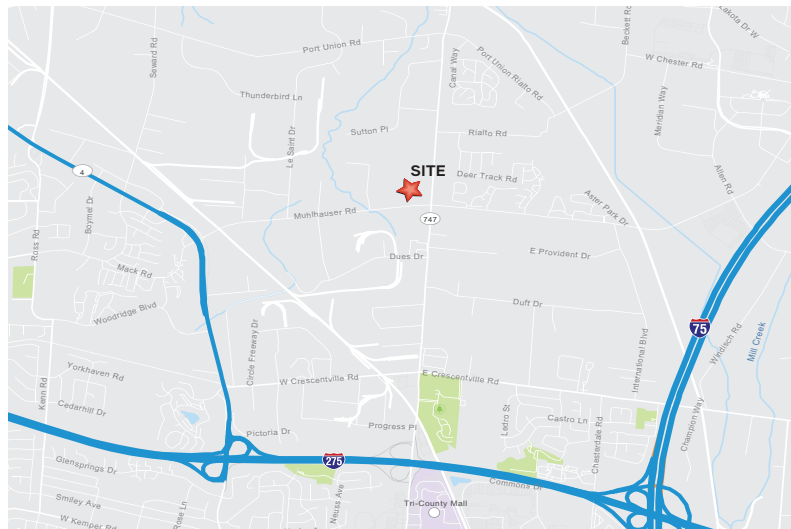 Zakota Dr W
Beckett Rd
Port Union Rd
Seward Rd
Canal Way
Port Union Rialto Rd
W Chester Rd
Thunderbird Ln
Meridian Way
Sutton Pl
Rialto Rd
Le Saint Dr
4
SITE
Deer Track Rd
Allen Rd
Boymel Dr
Muhlhauser Rd
747
Aster Park Dr
Ross Rd
Dues Dr
E Provident Dr
Mack Rd
Duff Dr
Woodridge Blvd
75
Windisch Rd
Mill Creek
Circle Freeway Dr
International Blvd
Yorkhaven Rd
W Crescentville Rd
E Crescentville Rd
Kenn Rd
Cedarhill Dr
Ledro St
Castro Ln
Champion Way
Pictoria Dr
Progress Pl
Chesterdale Rd
Glensprings Dr
275
Commons Dr
Smiley Ave
Rose Ln
Neuss Ave
Tri-County Mall
W Kemper Rd